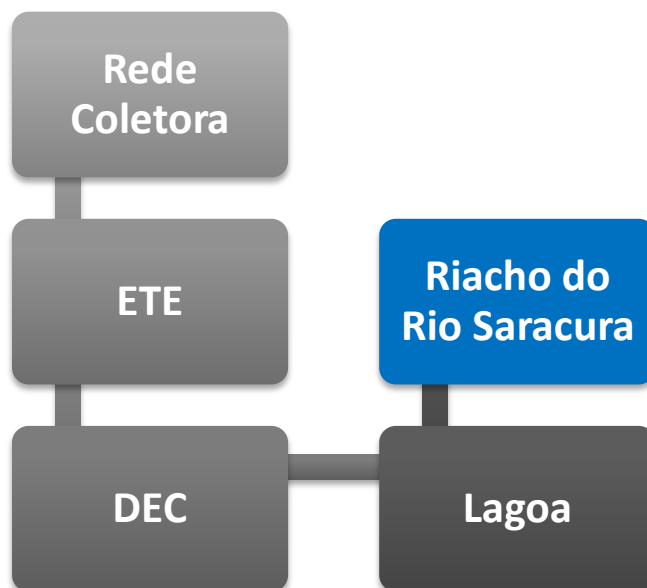 Rede
Coletora
ETE
Riacho do
Rio Saracura
DEC
Lagoa